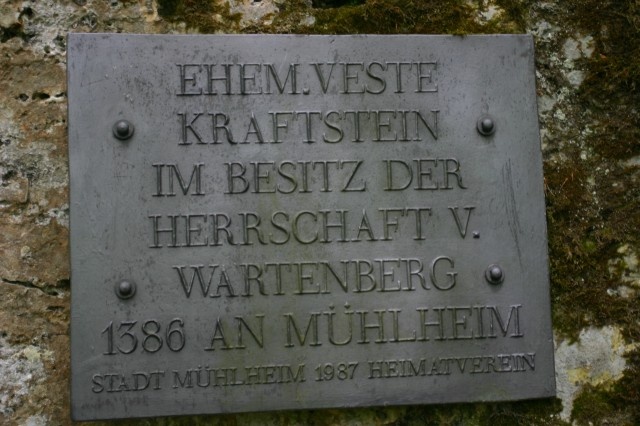 EHEM. VESTE
KRAFTSTEIN
IM BESITZ DER
HERRSCHAFT V.
WARTENBERG
1386 AN MÜHLHEIM
STADT MÜHLHEIM 1987 HEIMATVEREIN